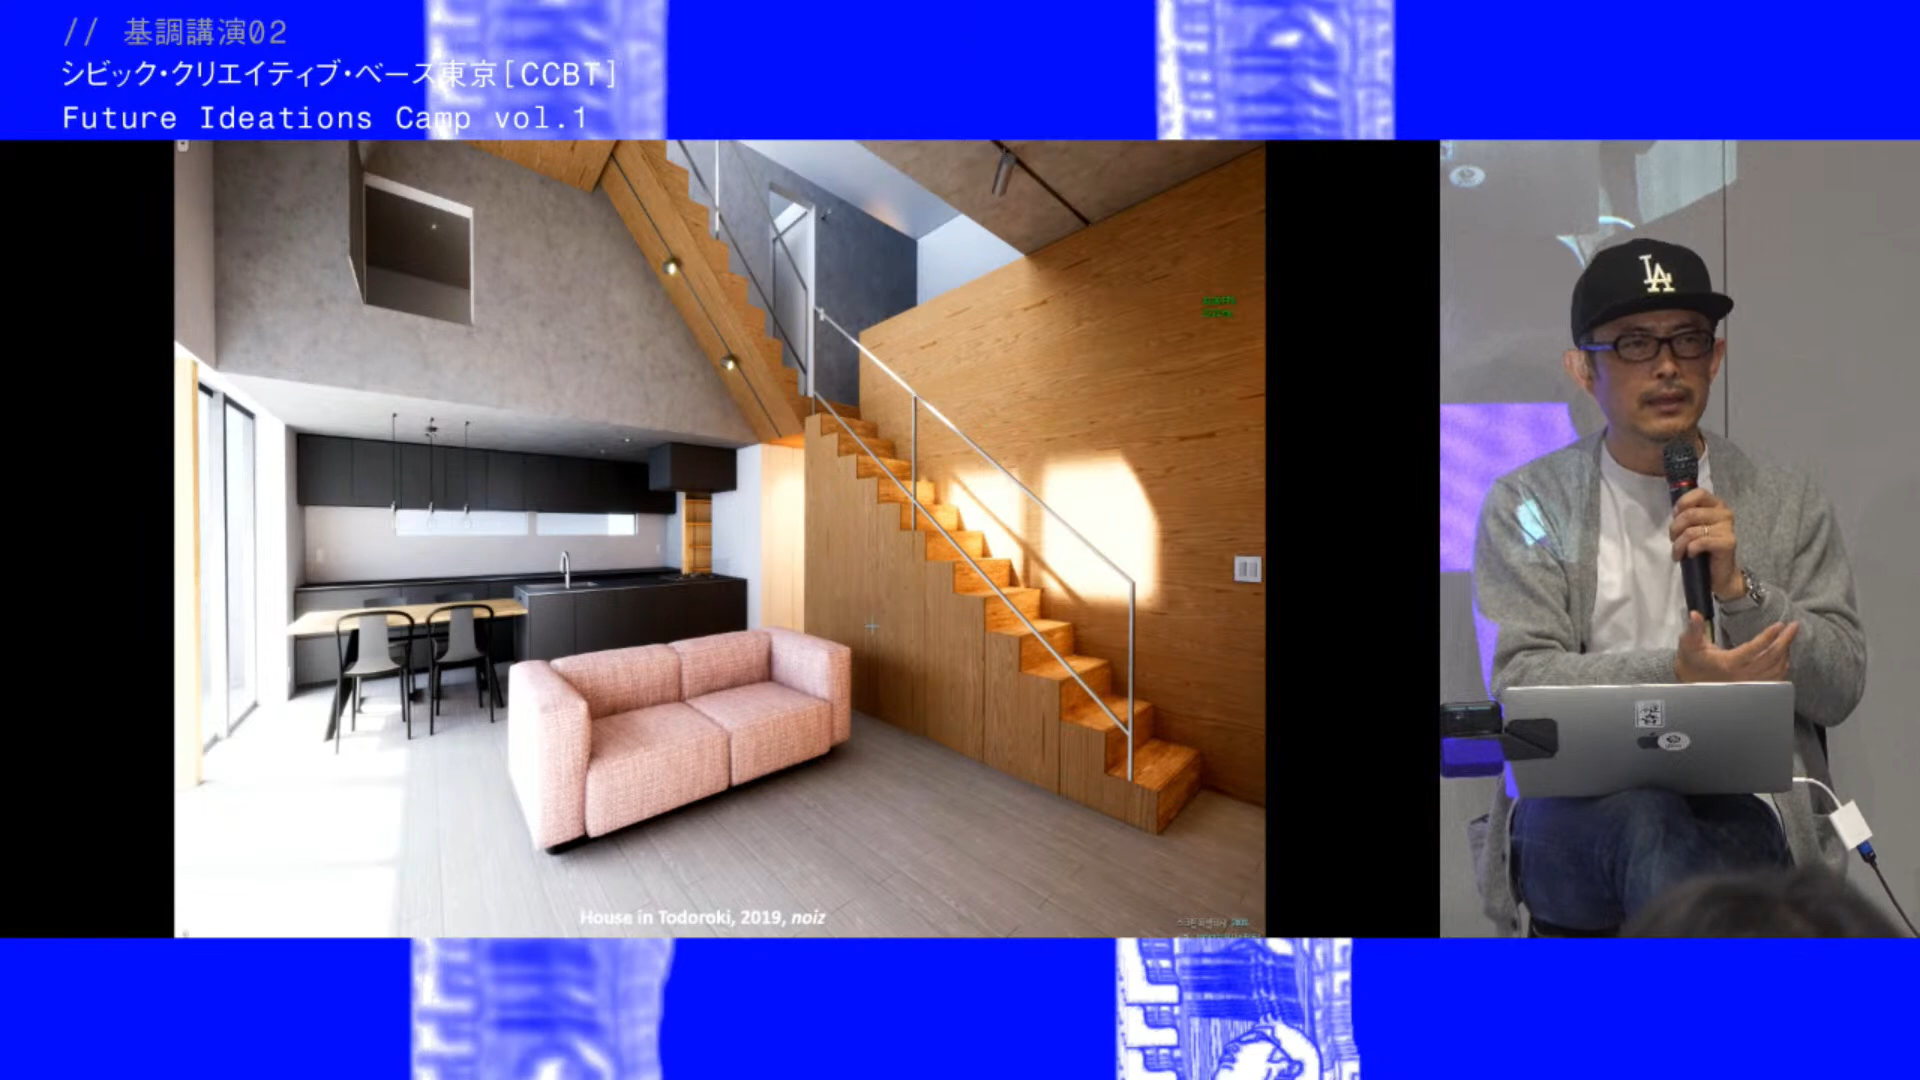 // 基調講演02
シビック・クリエイティブ・ベース東京[CCBT]
Future Ideations Camp vol.1
LA
House in Todoroki, 2019, noiz